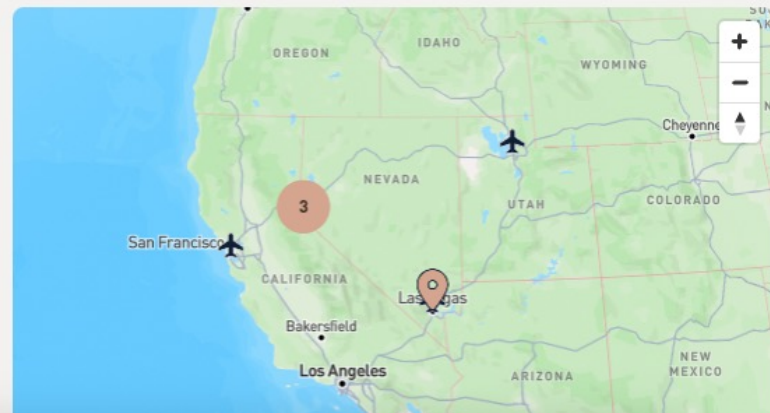 OREGON
IDAHO
WYOMING
Cheyenne
NEVADA
UTAH
COLORADO
3
San Francisco
CALIFORNIA
Las Vegas
Bakersfield
Los Angeles
ARIZONA
NEW
MEXICO